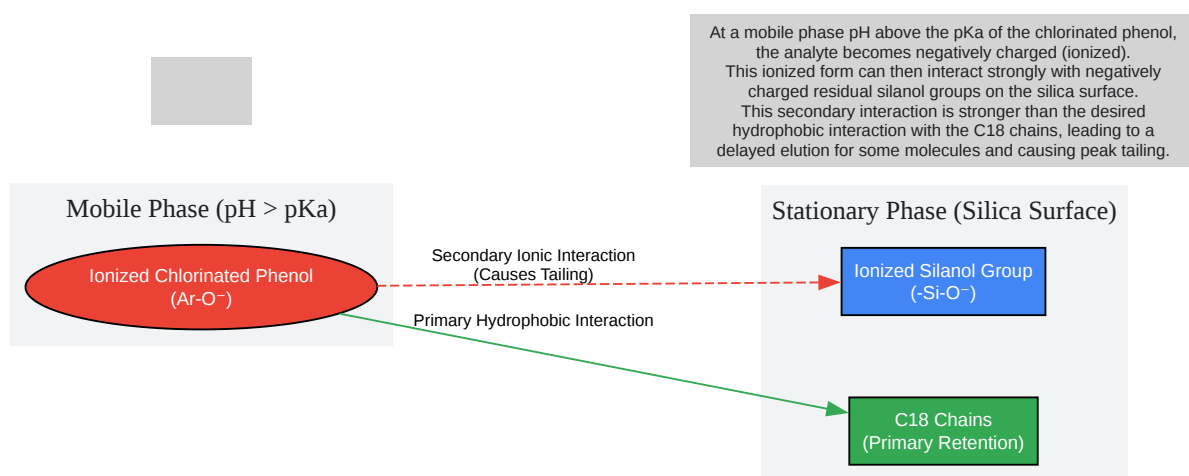 At a mobile phase pH above the pKa of the chlorinated phenol,
the analyte becomes negatively charged (ionized).
This ionized form can then interact strongly with negatively
charged residual silanol groups on the silica surface.
This secondary interaction is stronger than the desired
hydrophobic interaction with the C18 chains, leading to a
delayed elution for some molecules and causing peak tailing.
Mobile Phase (pH > pKa)
Ionized Chlorinated Phenol
(Ar-O⁻)
Secondary Ionic Interaction
(Causes Tailing)
Primary Hydrophobic Interaction
Stationary Phase (Silica Surface)
Ionized Silanol Group
(-Si-O⁻)
C18 Chains
(Primary Retention)